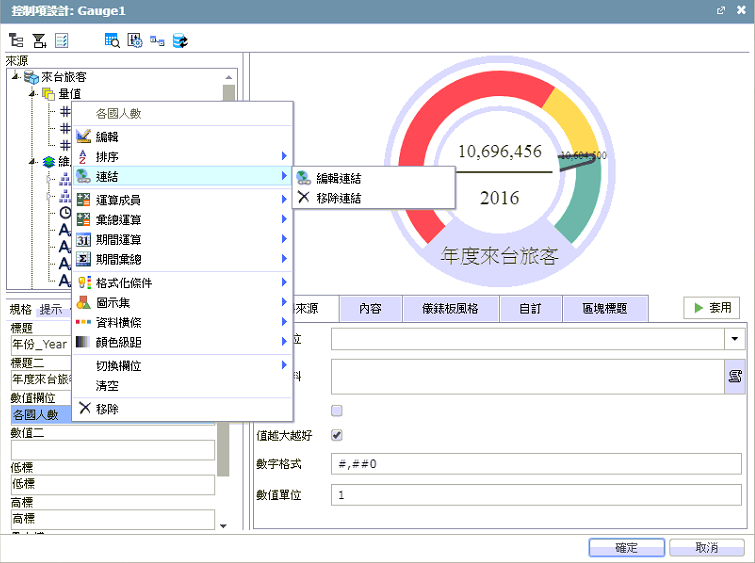 控制項設計: Gauge1
來源
來台旅客
量值
各國人數
編輯
排序
連結
編輯連結
移除連結
運算成員
彙總運算
期間運算
期間彙總
格式化條件
圖示集
資料橫條
顏色級距
切換欄位
清空
移除
10,696,456
10,604,600
2016
年度來台旅客
規格 提示
標題
年份_Year
標題二
年度來台旅
數值欄位
各國人數
數值二
低標
低標
高標
高標
來源 內容 儀錶板風格 自訂 區塊標題 套用
值越大越好
數字格式 #,##0
數值單位 1
確定 取消